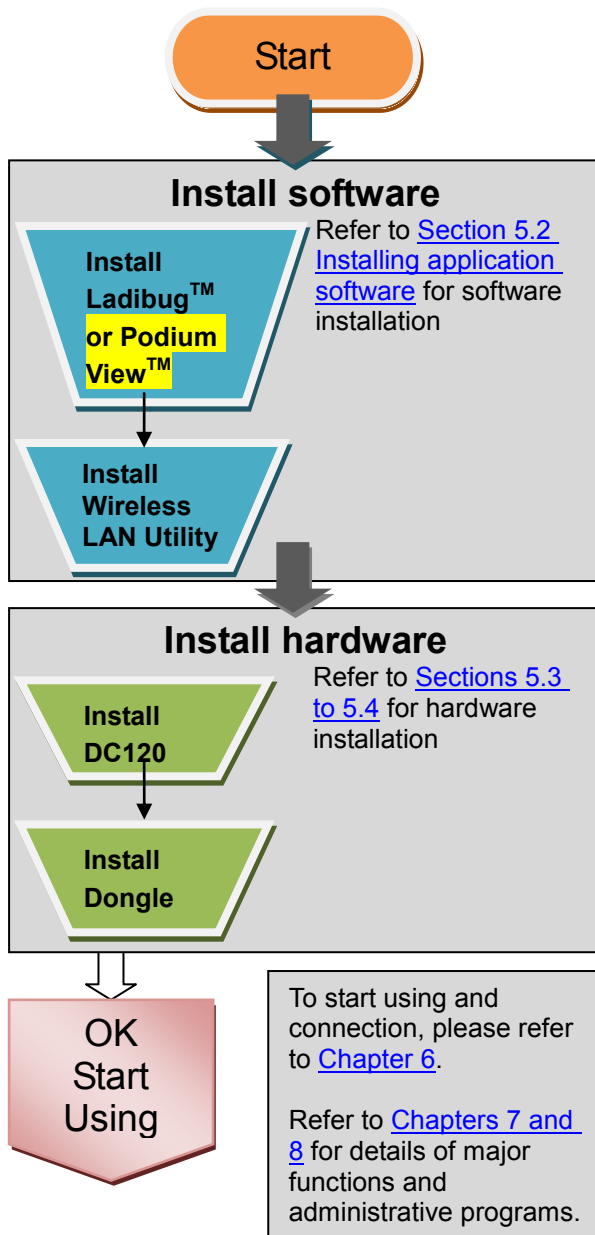 Start
Install software
Install
Ladibug™
or Podium
View™
Refer to Section 5.2
Installing application
software for software
installation
Install
Wireless
LAN Utility
Install hardware
Install
DC120
Refer to Sections 5.3
to 5.4 for hardware
installation
Install
Dongle
OK
Start
Using
To start using and
connection, please refer
to Chapter 6.
Refer to Chapters 7 and
8 for details of major
functions and
administrative programs.